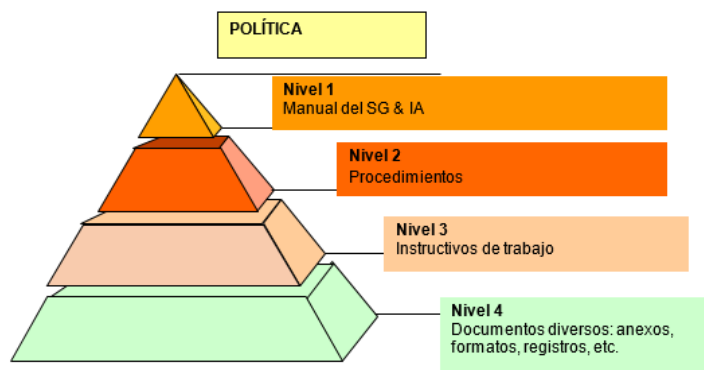 POLÍTICA
Nivel 1
Manual del SG & IA
Nivel 2
Procedimientos
Nivel 3
Instructivos de trabajo
Nivel 4
Documentos diversos: anexos,
formatos, registros, etc.